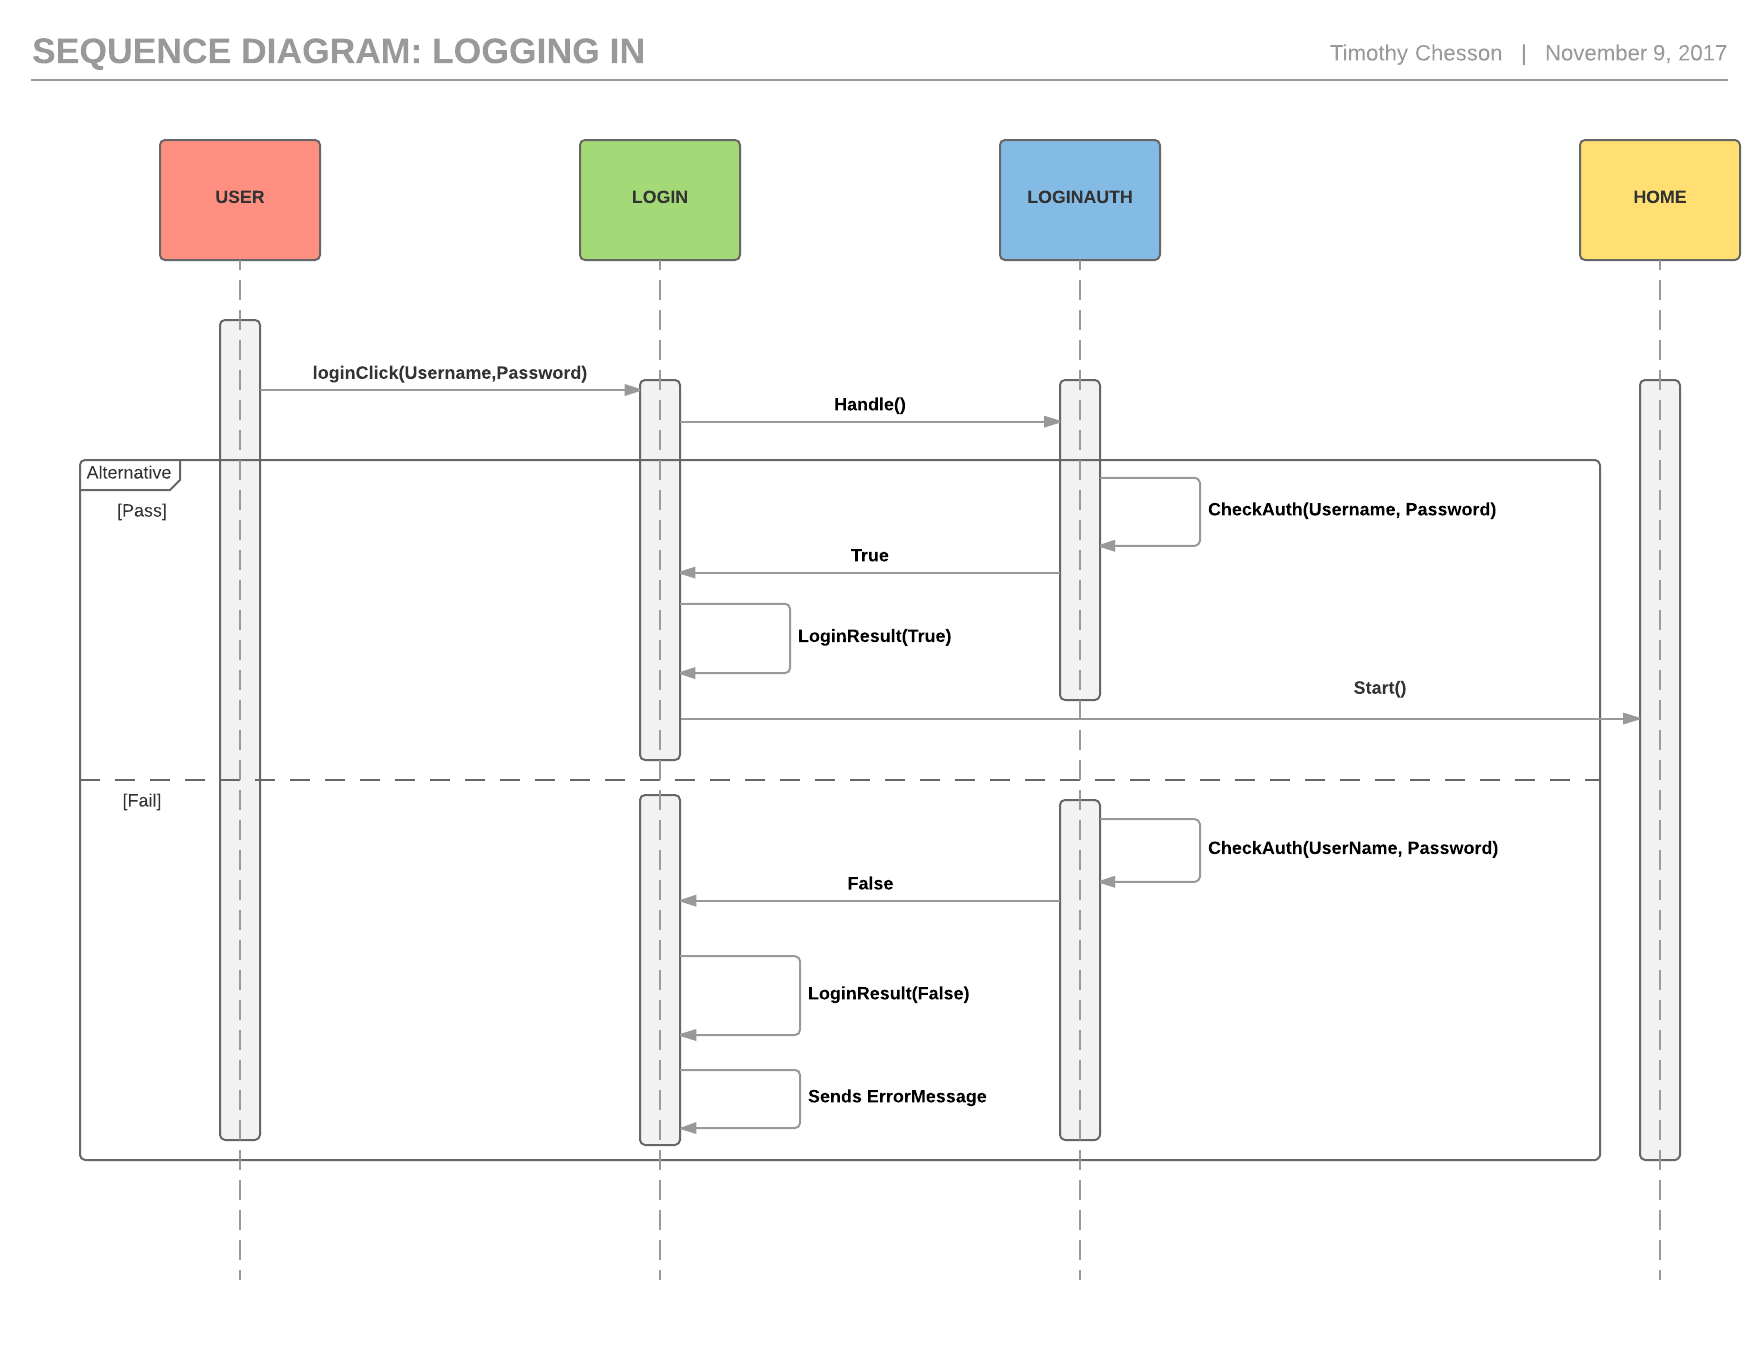 SEQUENCE DIAGRAM: LOGGING IN
Timothy Chesson | November 9, 2017
USER
LOGIN
LOGINAUTH
HOME
loginClick(Username,Password)
Handle()
Alternative
[Pass]
CheckAuth(Username, Password)
True
LoginResult(True)
Start()
[Fail]
CheckAuth(UserName, Password)
False
LoginResult(False)
Sends ErrorMessage